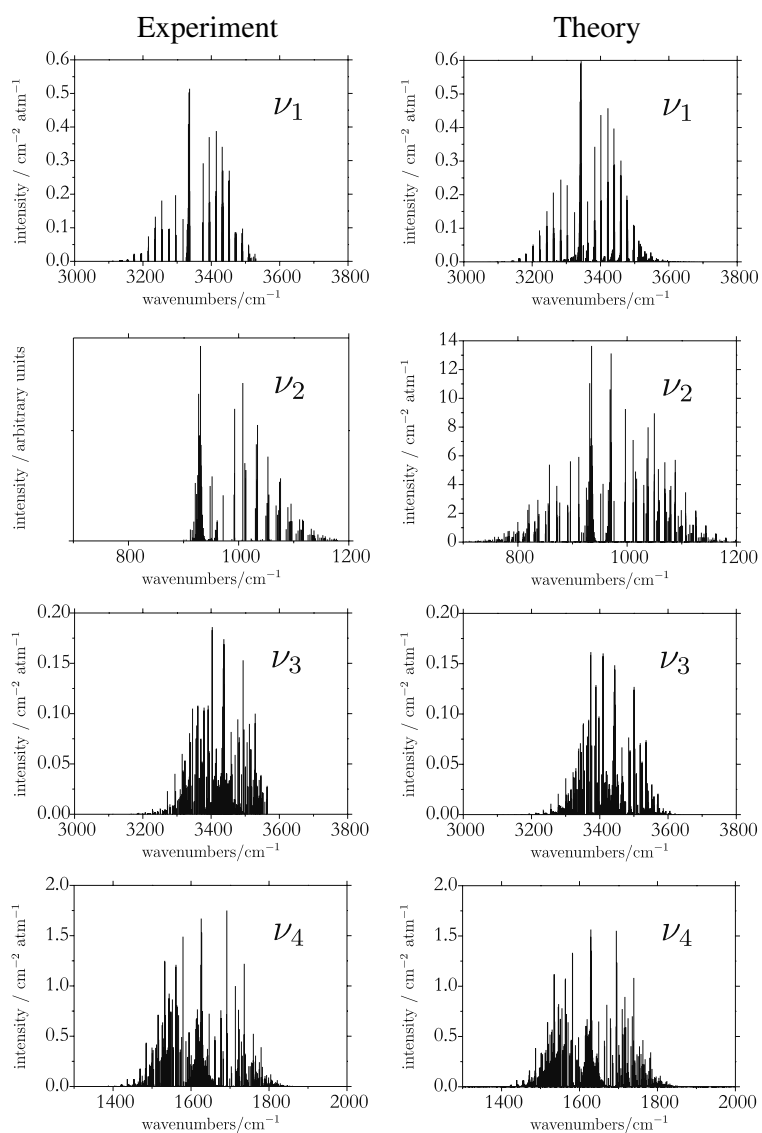 Experiment
Theory
intensity / cm⁻² atm⁻¹
0.6
0.5
0.4
0.3
0.2
0.1
0.0
ν₁
3000 3200 3400 3600 3800
wavenumbers/cm⁻¹
intensity / cm⁻² atm⁻¹
0.6
0.5
0.4
0.3
0.2
0.1
0.0
ν₁
3000 3200 3400 3600 3800
wavenumbers/cm⁻¹
intensity / arbitrary units
ν₂
800 1000 1200
wavenumbers/cm⁻¹
intensity / cm⁻² atm⁻¹
14
12
10
8
6
4
2
0
ν₂
800 1000 1200
wavenumbers/cm⁻¹
intensity / cm⁻² atm⁻¹
0.20
0.15
0.10
0.05
0.00
ν₃
3000 3200 3400 3600 3800
wavenumbers/cm⁻¹
intensity / cm⁻² atm⁻¹
0.20
0.15
0.10
0.05
0.00
ν₃
3000 3200 3400 3600 3800
wavenumbers/cm⁻¹
intensity / cm⁻² atm⁻¹
2.0
1.5
1.0
0.5
0.0
ν₄
1400 1600 1800 2000
wavenumbers/cm⁻¹
intensity / cm⁻² atm⁻¹
2.0
1.5
1.0
0.5
0.0
ν₄
1400 1600 1800 2000
wavenumbers/cm⁻¹